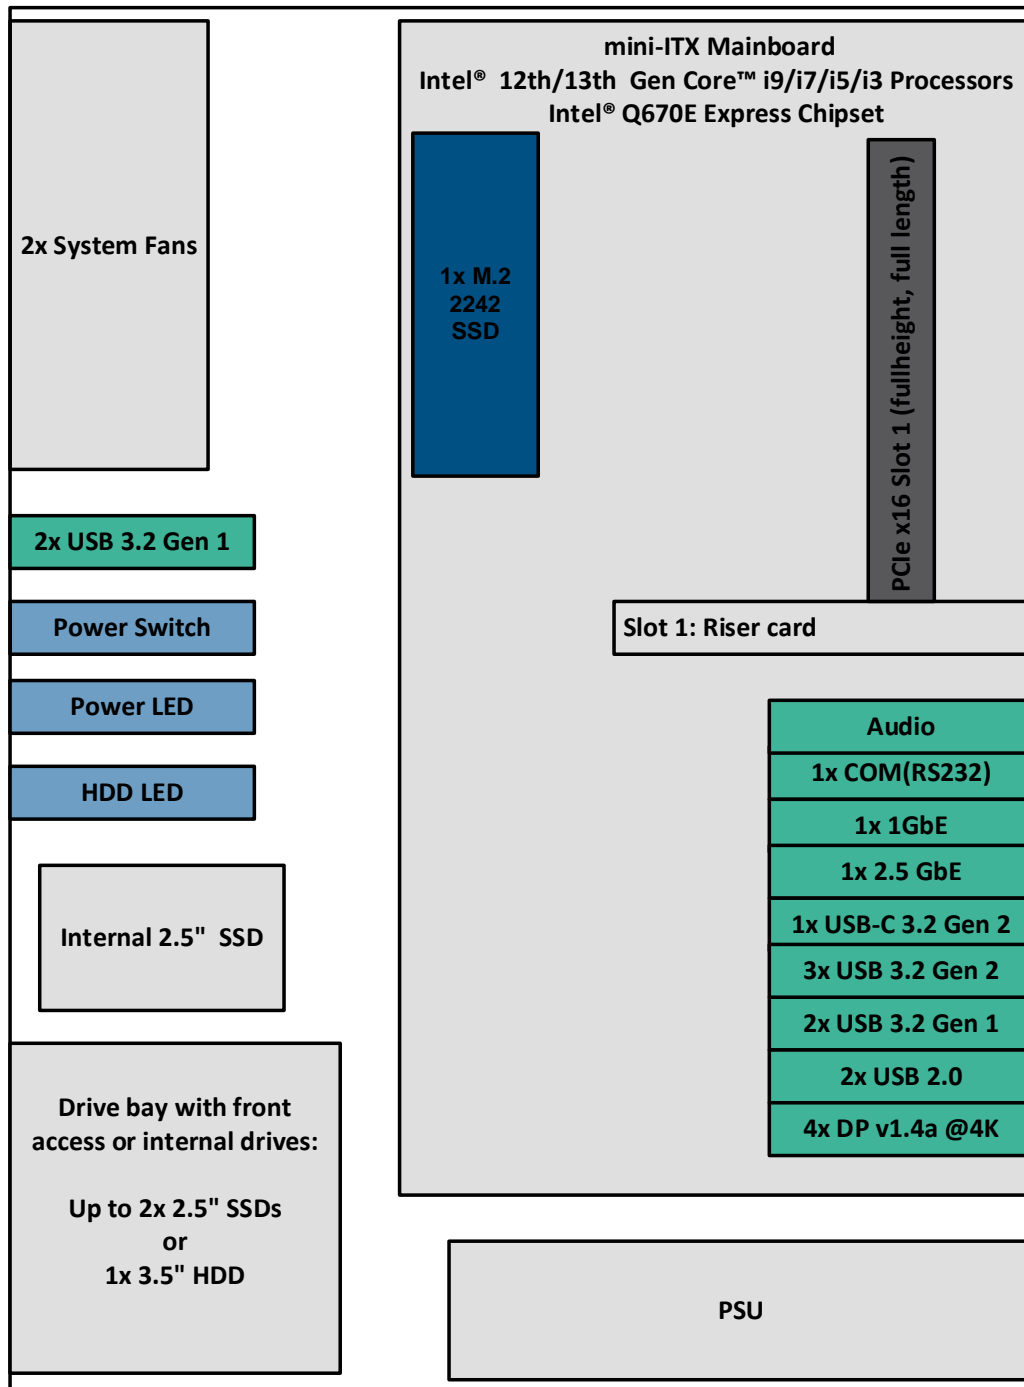 mini-ITX Mainboard
Intel® 12th/13th Gen Core™ i9/i7/i5/i3 Processors
Intel® Q670E Express Chipset
2x System Fans
1x M.2
2242
SSD
PCIe x16 Slot 1 (fullheight, full length)
2x USB 3.2 Gen 1
Power Switch
Slot 1: Riser card
Power LED
HDD LED
Audio
1x COM(RS232)
1x 1GbE
1x 2.5 GbE
1x USB-C 3.2 Gen 2
3x USB 3.2 Gen 2
2x USB 3.2 Gen 1
2x USB 2.0
4x DP v1.4a @4K
Internal 2.5" SSD
Drive bay with front
access or internal drives:
Up to 2x 2.5" SSDs
or
1x 3.5" HDD
PSU